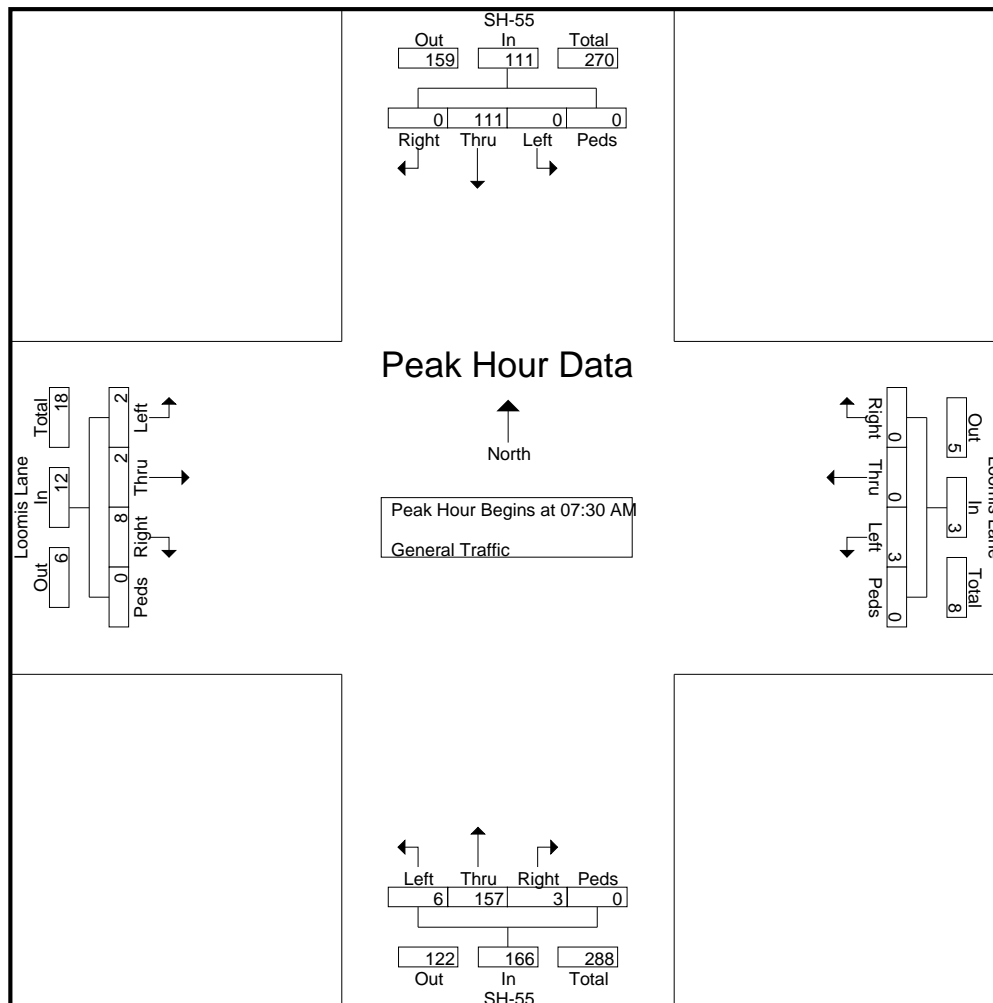 SH-55
Out In Total
159 111 270
0 111 0 0
Right Thru Left Peds
Peak Hour Data
North
Peak Hour Begins at 07:30 AM
General Traffic
Loomis Lane
Total In Out
18 12 6
2 2 8 0
Left Thru Right Peds
Right Thru Left Peds
0 0 3 0
Out In Total
5 3 8
Loomis Lane
Left Thru Right Peds
6 157 3 0
122 166 288
Out In Total
SH-55